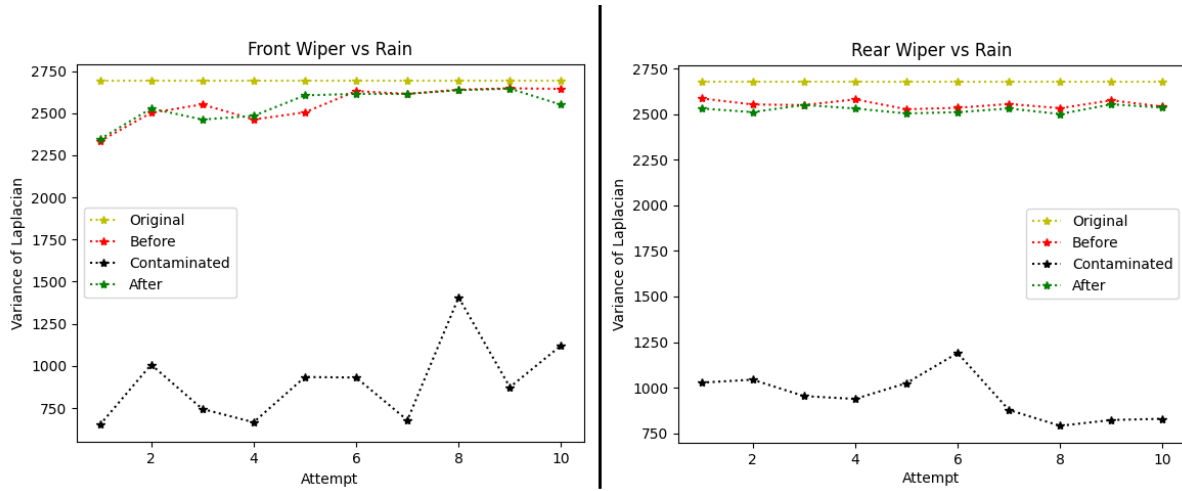 Front Wiper vs Rain
2750
2500
2250
2000
1750
1500
1250
1000
750
Variance of Laplacian
Original
Before
Contaminated
After
2 4 6 8 10
Attempt
Rear Wiper vs Rain
2750
2500
2250
2000
1750
1500
1250
1000
750
Variance of Laplacian
Original
Before
Contaminated
After
2 4 6 8 10
Attempt